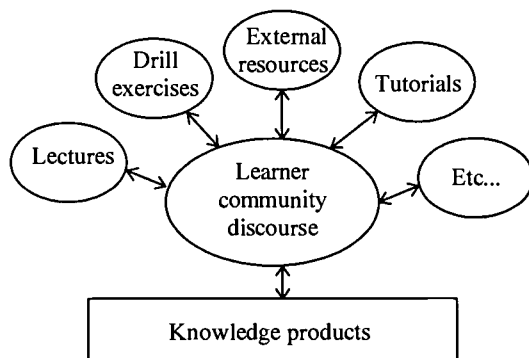 External
resources
Drill
exercises
Tutorials
Lectures
Learner
community
discourse
Etc...
Knowledge products